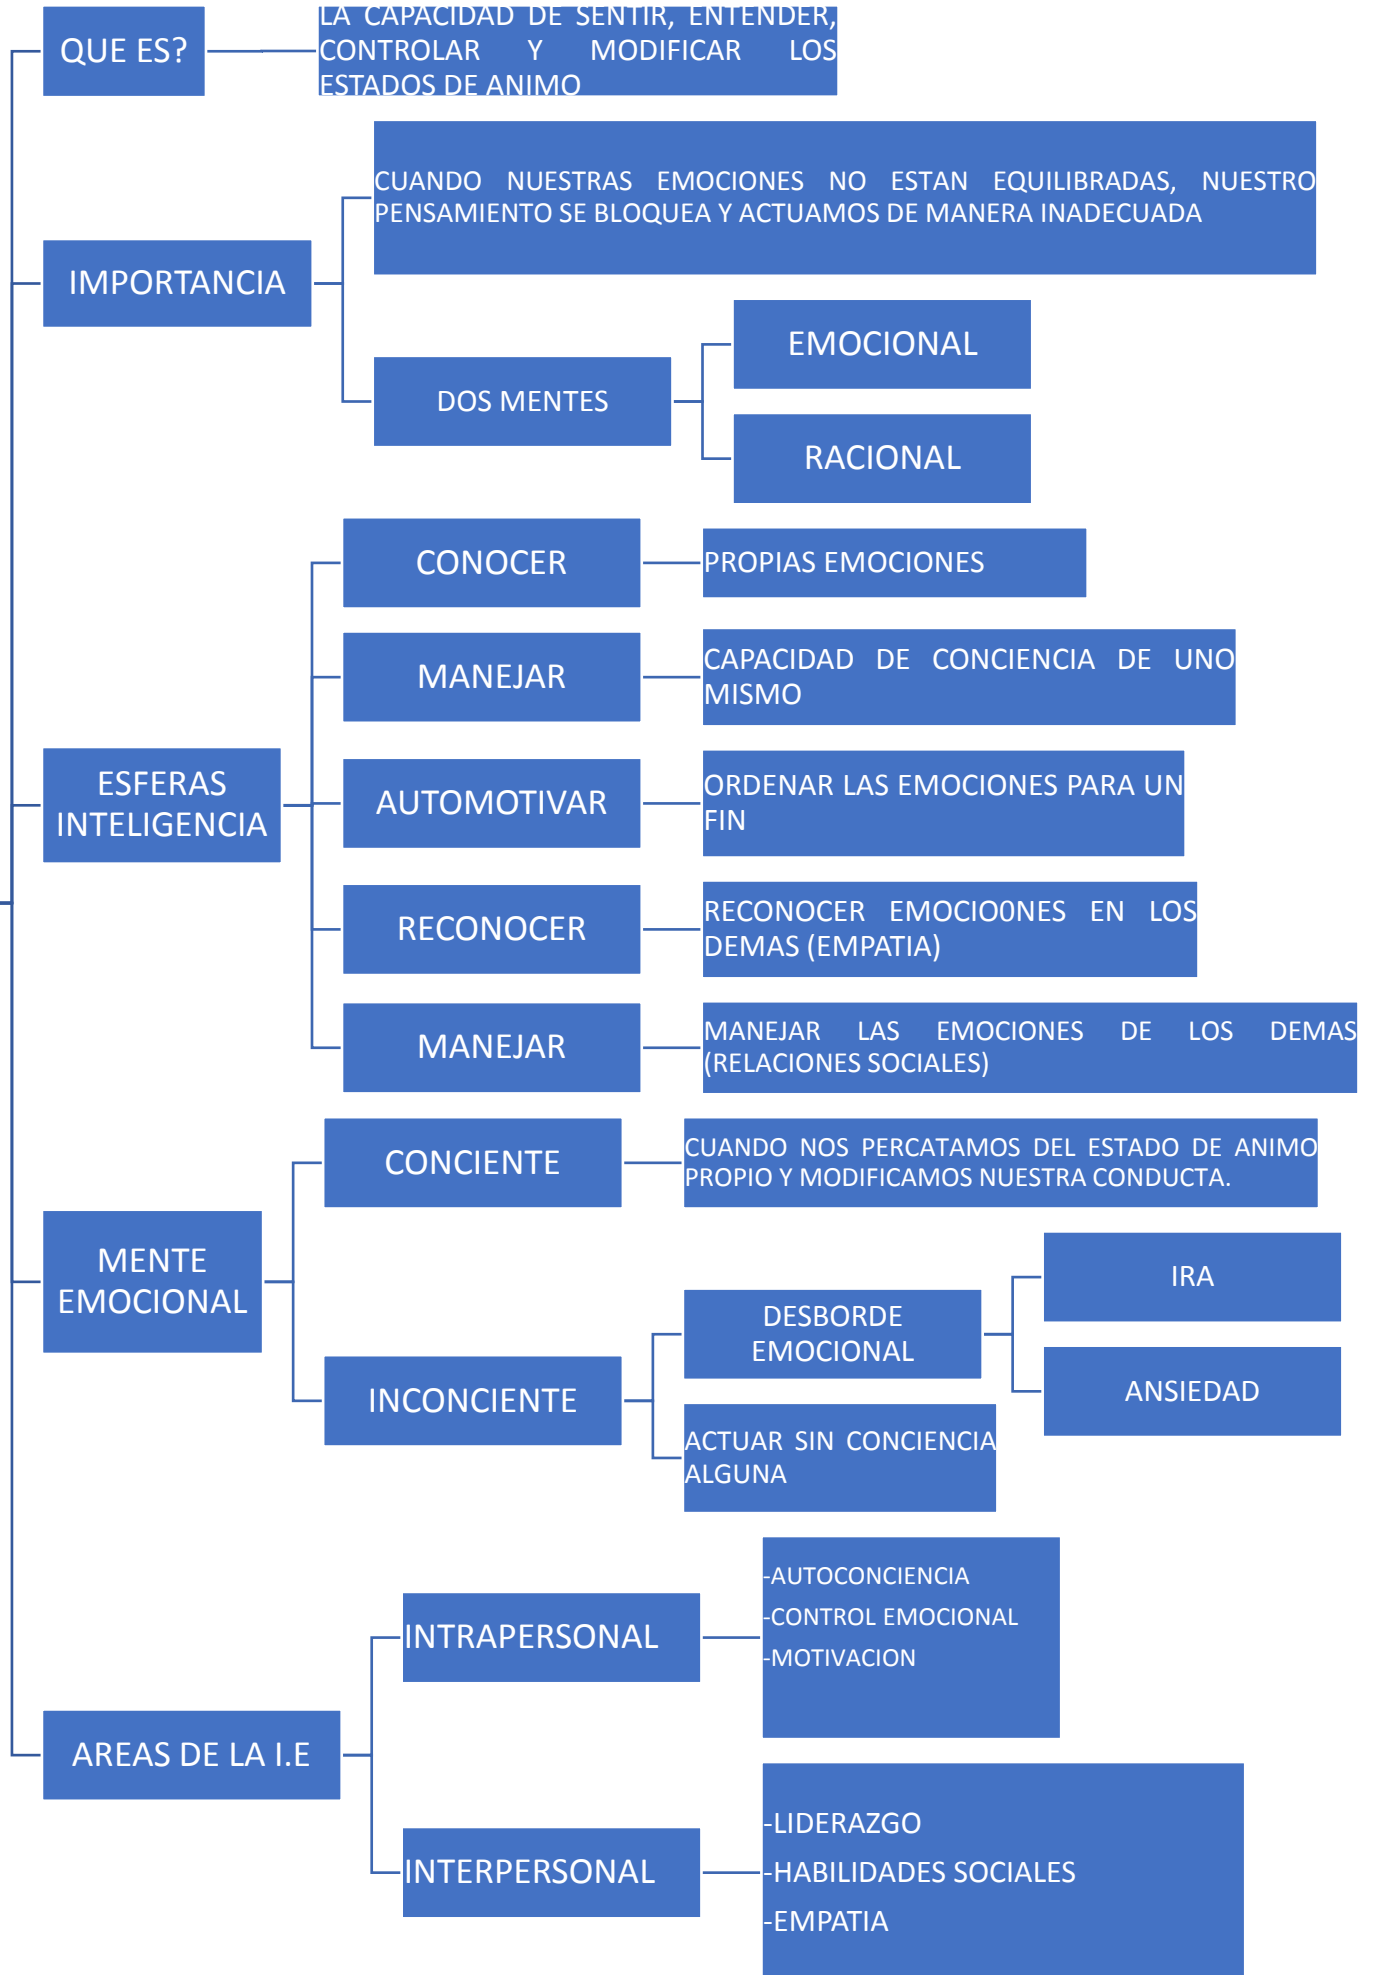 QUE ES?
LA CAPACIDAD DE SENTIR, ENTENDER,
CONTROLAR Y MODIFICAR LOS
ESTADOS DE ANIMO
IMPORTANCIA
CUANDO NUESTRAS EMOCIONES NO ESTAN EQUILIBRADAS, NUESTRO
PENSAMIENTO SE BLOQUEA Y ACTUAMOS DE MANERA INADECUADA
DOS MENTES
EMOCIONAL
RACIONAL
ESFERAS
INTELIGENCIA
CONOCER
PROPIAS EMOCIONES
MANEJAR
CAPACIDAD DE CONCIENCIA DE UNO
MISMO
AUTOMOTIVAR
ORDENAR LAS EMOCIONES PARA UN
FIN
RECONOCER
RECONOCER EMOCIO0NES EN LOS
DEMAS (EMPATIA)
MANEJAR
MANEJAR LAS EMOCIONES DE LOS DEMAS
(RELACIONES SOCIALES)
MENTE
EMOCIONAL
CONCIENTE
CUANDO NOS PERCATAMOS DEL ESTADO DE ANIMO
PROPIO Y MODIFICAMOS NUESTRA CONDUCTA.
INCONCIENTE
DESBORDE
EMOCIONAL
IRA
ANSIEDAD
ACTUAR SIN CONCIENCIA
ALGUNA
AREAS DE LA I.E
INTRAPERSONAL
-AUTOCONCIENCIA
-CONTROL EMOCIONAL
-MOTIVACION
INTERPERSONAL
-LIDERAZGO
-HABILIDADES SOCIALES
-EMPATIA